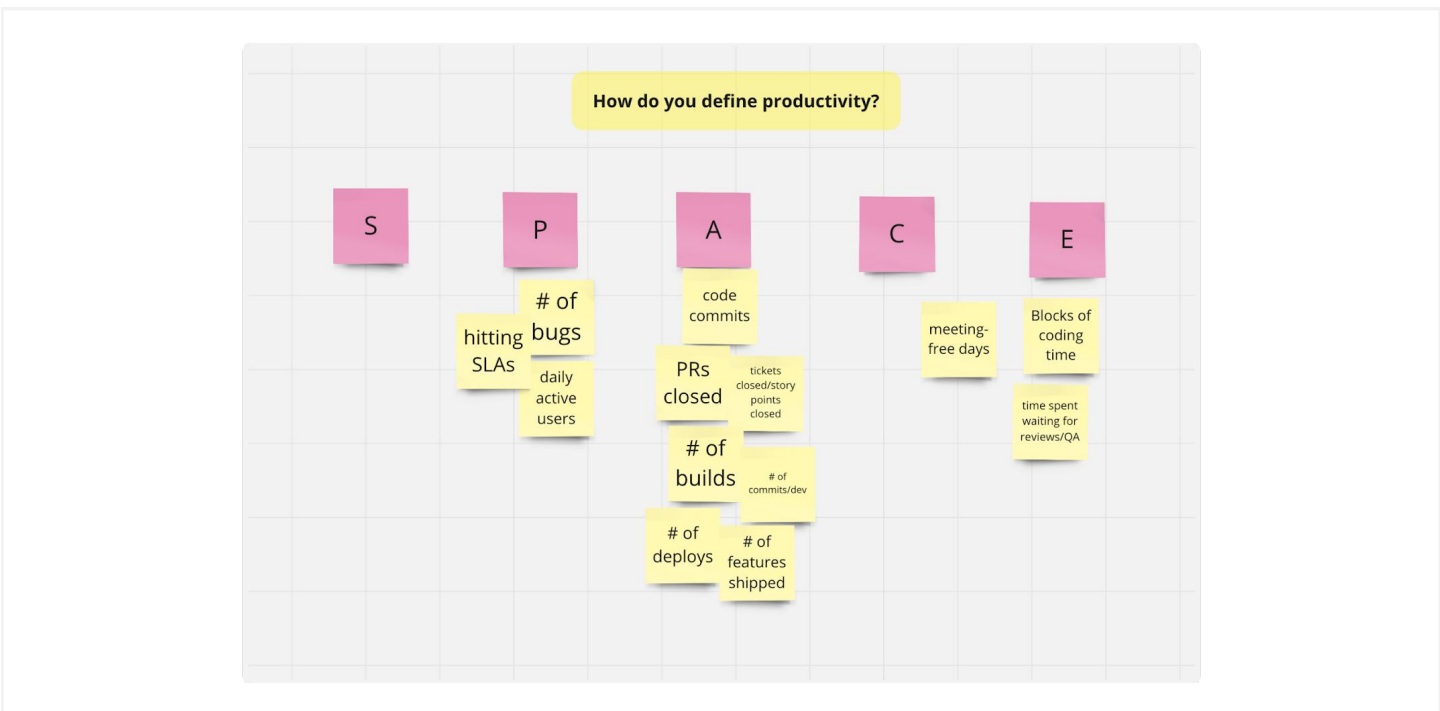 How do you define productivity?
S
P
A
C
E
# of
bugs
hitting
SLAs
daily
active
users
code
commits
PRs
closed
tickets
closed/story
points
closed
# of
builds
# of
commits/dev
# of
deploys
# of
features
shipped
meeting-
free days
Blocks of
coding
time
time spent
waiting for
reviews/QA